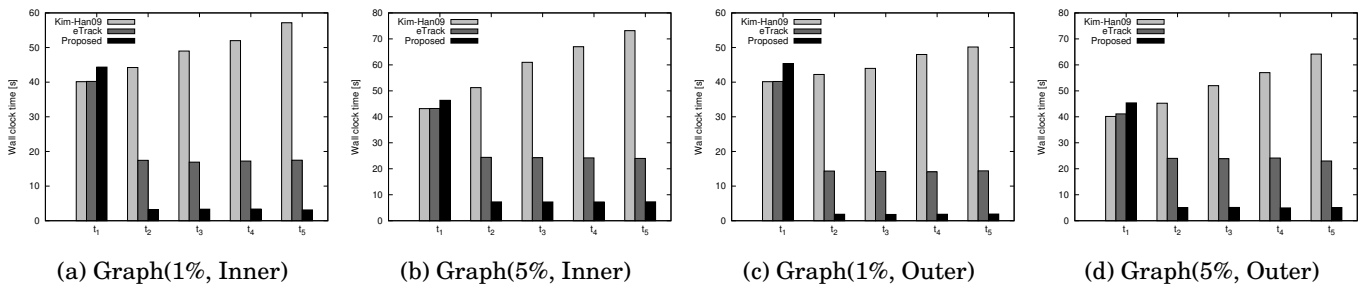 60
50
40
30
20
10
0
Wall clock time [s]
Kim-Han09
eTrack
Proposed
t1
t2
t3
t4
t5
(a) Graph(1%, Inner)
80
70
60
50
40
30
20
10
0
Wall clock time [s]
Kim-Han09
eTrack
Proposed
t1
t2
t3
t4
t5
(b) Graph(5%, Inner)
60
50
40
30
20
10
0
Wall clock time [s]
Kim-Han09
eTrack
Proposed
t1
t2
t3
t4
t5
(c) Graph(1%, Outer)
80
70
60
50
40
30
20
10
0
Wall clock time [s]
Kim-Han09
eTrack
Proposed
t1
t2
t3
t4
t5
(d) Graph(5%, Outer)